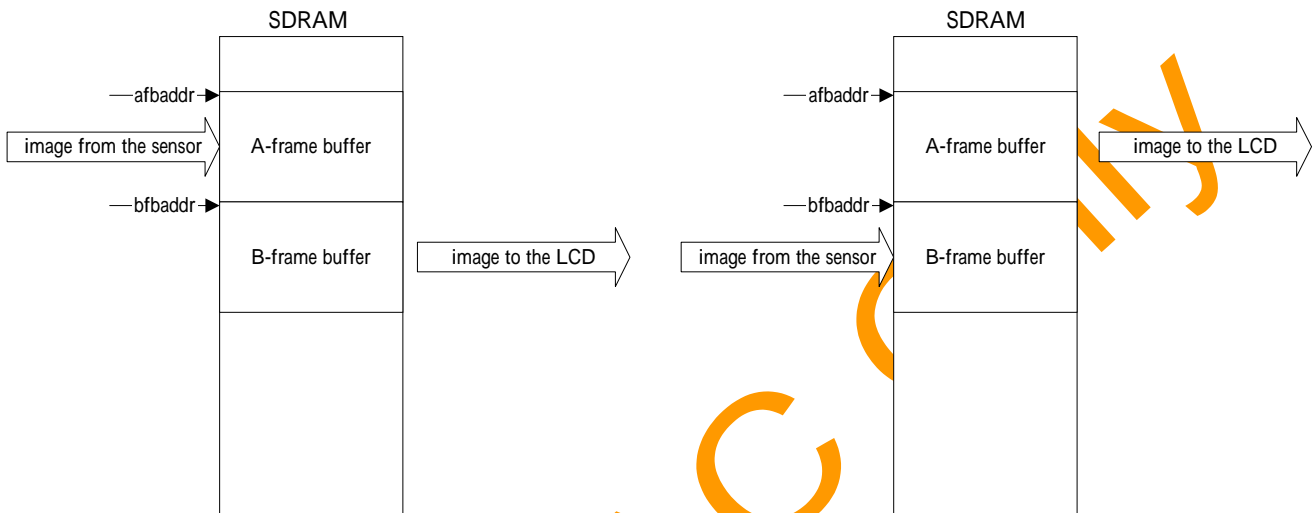 SDRAM
afbaddr
image from the sensor
A-frame buffer
bfbaddr
B-frame buffer
image to the LCD
SDRAM
afbaddr
A-frame buffer
image to the LCD
bfbaddr
image from the sensor
B-frame buffer